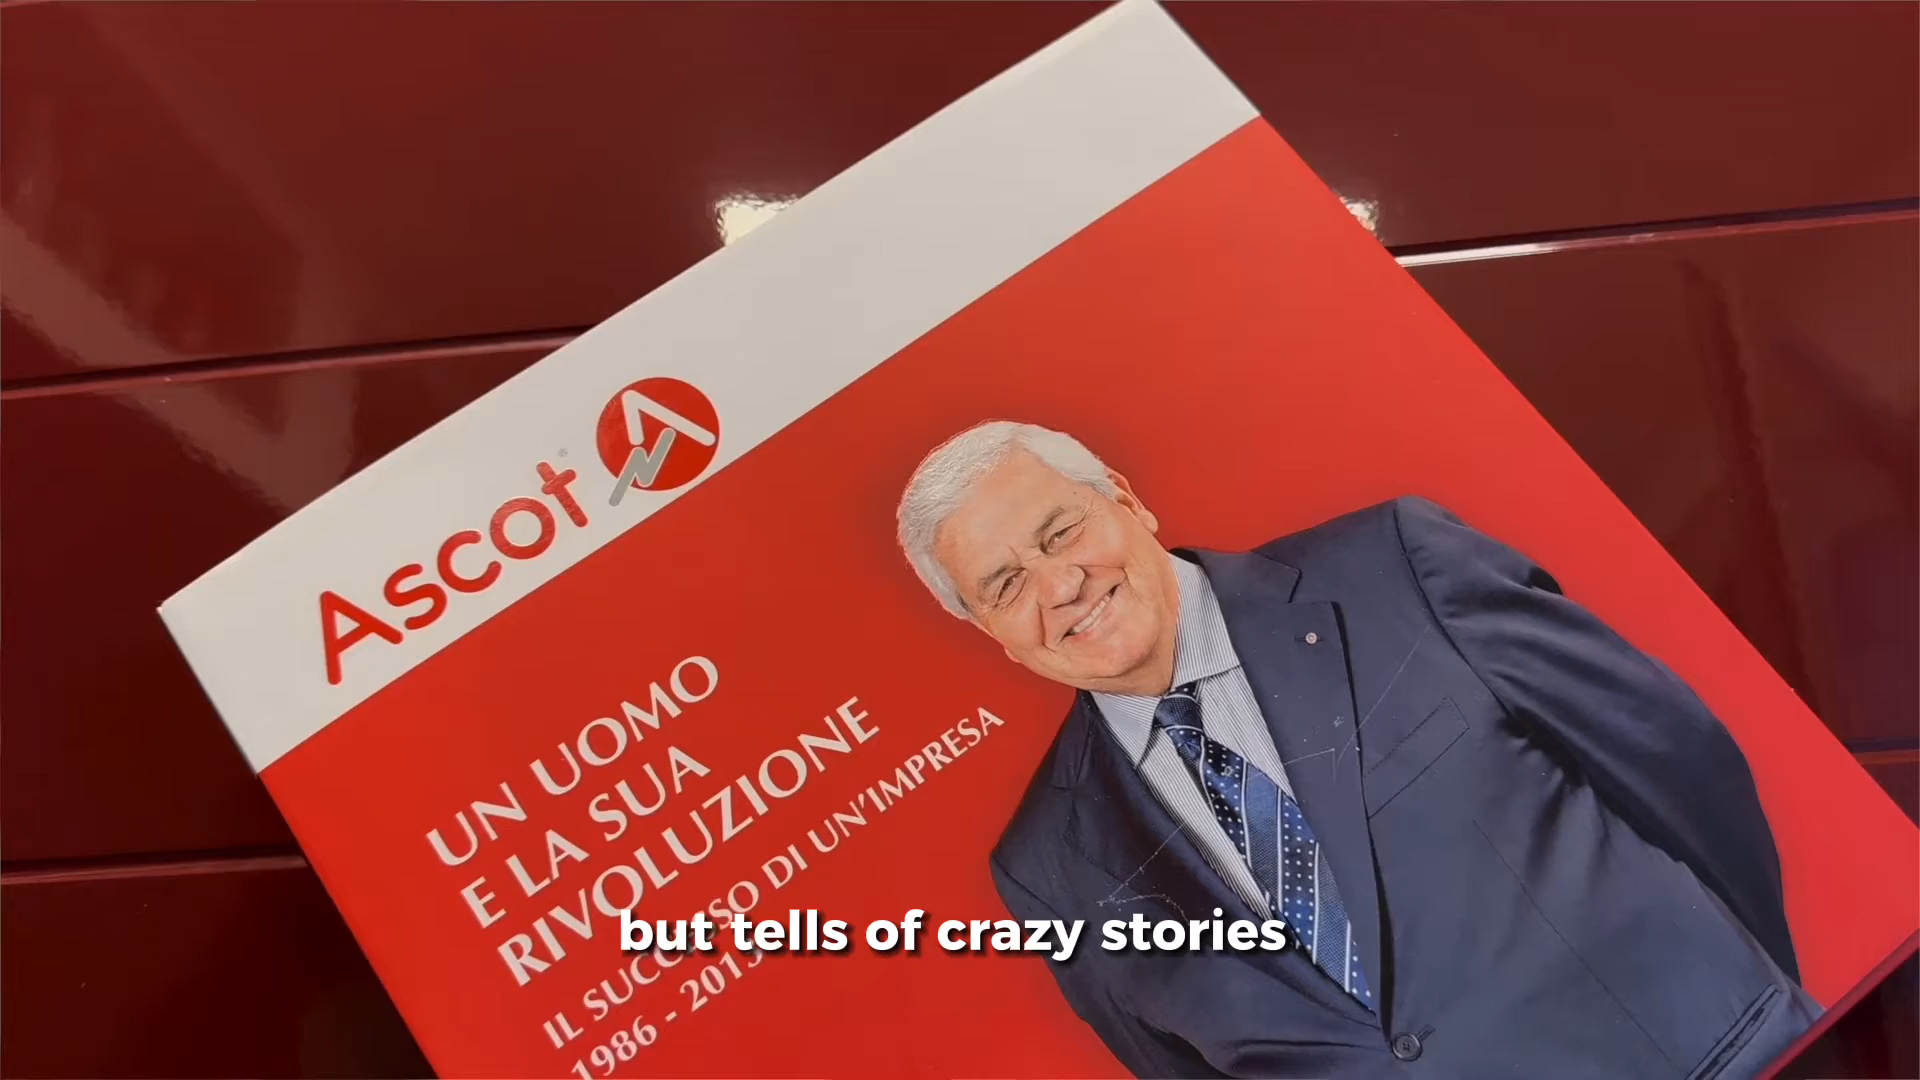 Ascot
UN UOMO
E LA SUA
RIVOLUZIONE
IL SUCCESSO DI UN'IMPRESA
1986 - 2015
but tells of crazy stories